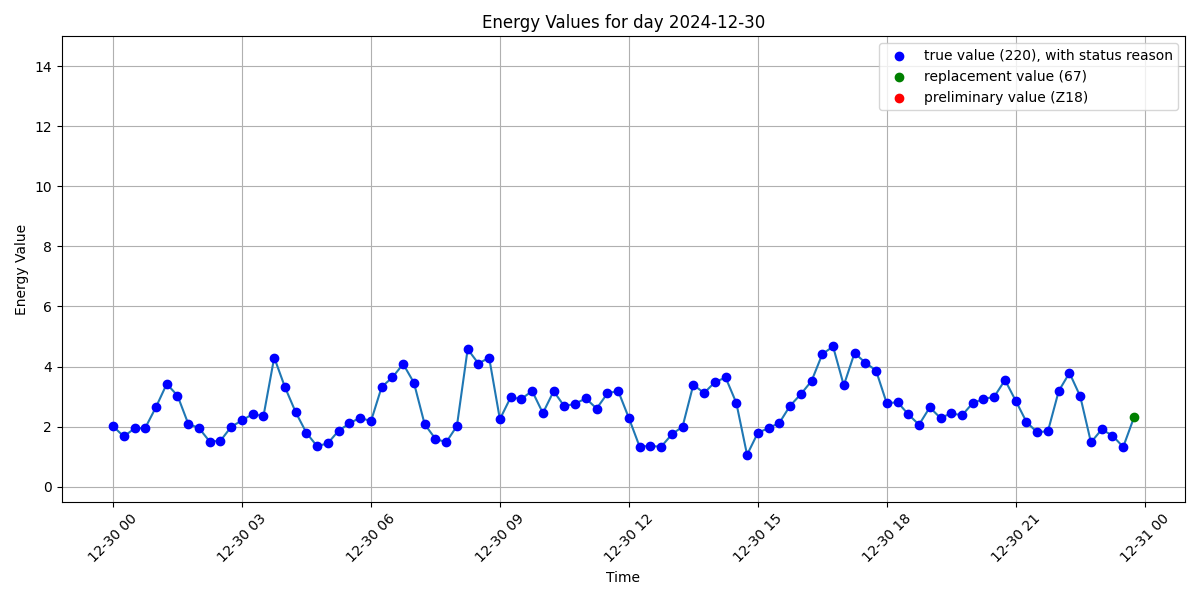 Energy Values for day 2024-12-30
true value (220), with status reason
replacement value (67)
preliminary value (Z18)
Energy Value
14
12
10
8
6
4
2
0
12-30 00
12-30 03
12-30 06
12-30 09
12-30 12
12-30 15
12-30 18
12-30 21
12-31 00
Time